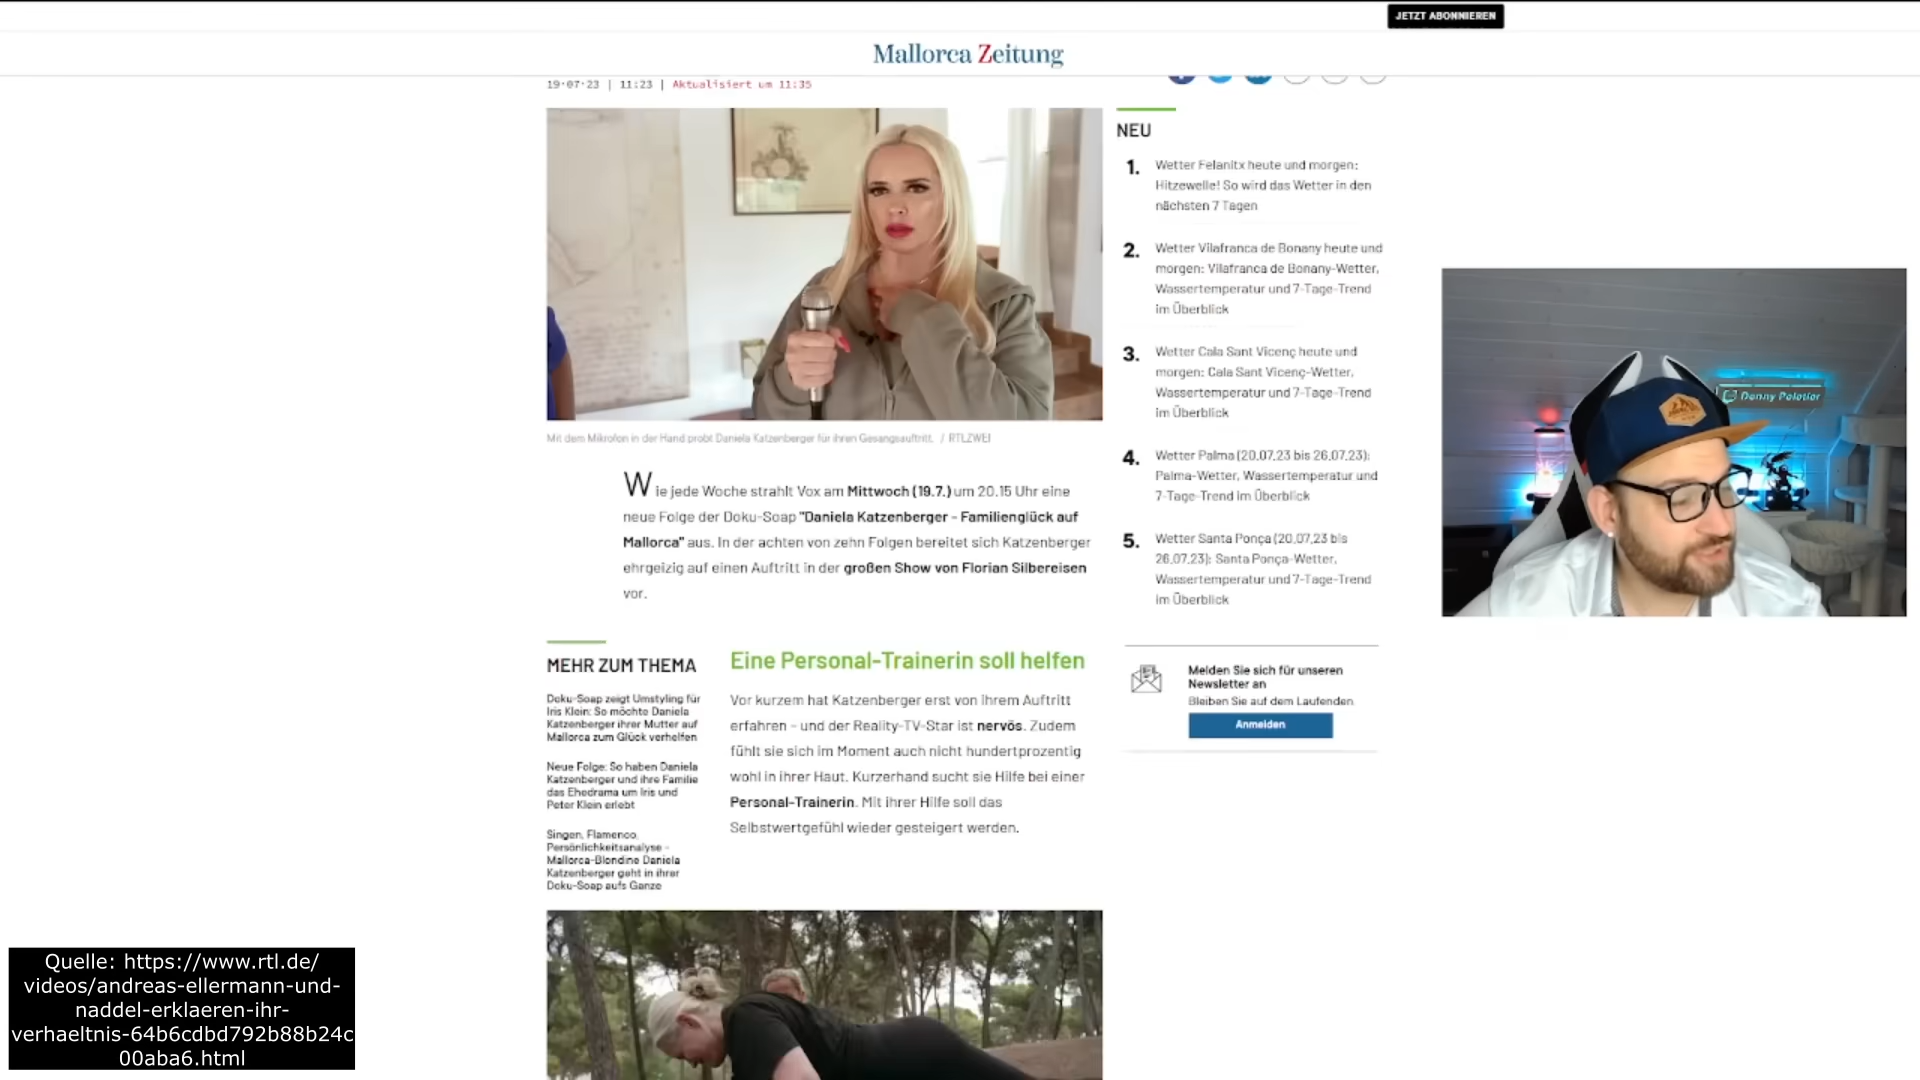 JETZT ABONNIEREN
Mallorca Zeitung
19·07·23 | 11:23 | Aktualisiert um 11:35
Mit dem Mikrofon in der Hand probt Daniela Katzenberger für ihren Gesangsauftritt. / RTLZWEI
Wie jede Woche strahlt Vox am Mittwoch (19.7.) um 20.15 Uhr eine
neue Folge der Doku-Soap "Daniela Katzenberger - Familienglück auf
Mallorca" aus. In der achten von zehn Folgen bereitet sich Katzenberger
ehrgeizig auf einen Auftritt in der großen Show von Florian Silbereisen
vor.
MEHR ZUM THEMA
Doku-Soap zeigt Umstyling für
Iris Klein: So möchte Daniela
Katzenberger ihrer Mutter auf
Mallorca zum Glück verhelfen
Neue Folge: So haben Daniela
Katzenberger und ihre Familie
das Ehedrama um Iris und
Peter Klein erlebt
Singen, Flamenco,
Persönlichkeitsanalyse -
Mallorca-Blondine Daniela
Katzenberger geht in ihrer
Doku-Soap aufs Ganze
Eine Personal-Trainerin soll helfen
Vor kurzem hat Katzenberger erst von ihrem Auftritt
erfahren - und der Reality-TV-Star ist nervös. Zudem
fühlt sie sich im Moment auch nicht hundertprozentig
wohl in ihrer Haut. Kurzerhand sucht sie Hilfe bei einer
Personal-Trainerin. Mit ihrer Hilfe soll das
Selbstwertgefühl wieder gesteigert werden.
NEU
1. Wetter Felanitx heute und morgen:
Hitzewelle! So wird das Wetter in den
nächsten 7 Tagen
2. Wetter Vilafranca de Bonany heute und
morgen: Vilafranca de Bonany-Wetter,
Wassertemperatur und 7-Tage-Trend
im Überblick
3. Wetter Cala Sant Vicenç heute und
morgen: Cala Sant Vicenç-Wetter,
Wassertemperatur und 7-Tage-Trend
im Überblick
4. Wetter Palma (20.07.23 bis 26.07.23):
Palma-Wetter, Wassertemperatur und
7-Tage-Trend im Überblick
5. Wetter Santa Ponça (20.07.23 bis
26.07.23): Santa Ponça-Wetter,
Wassertemperatur und 7-Tage-Trend
im Überblick
Melden Sie sich für unseren
Newsletter an
Bleiben Sie auf dem Laufenden
Anmelden
Danny Polotior
Quelle: https://www.rtl.de/
videos/andreas-ellermann-und-
naddel-erklaeren-ihr-
verhaeltnis-64b6cdbd792b88b24c
00aba6.html